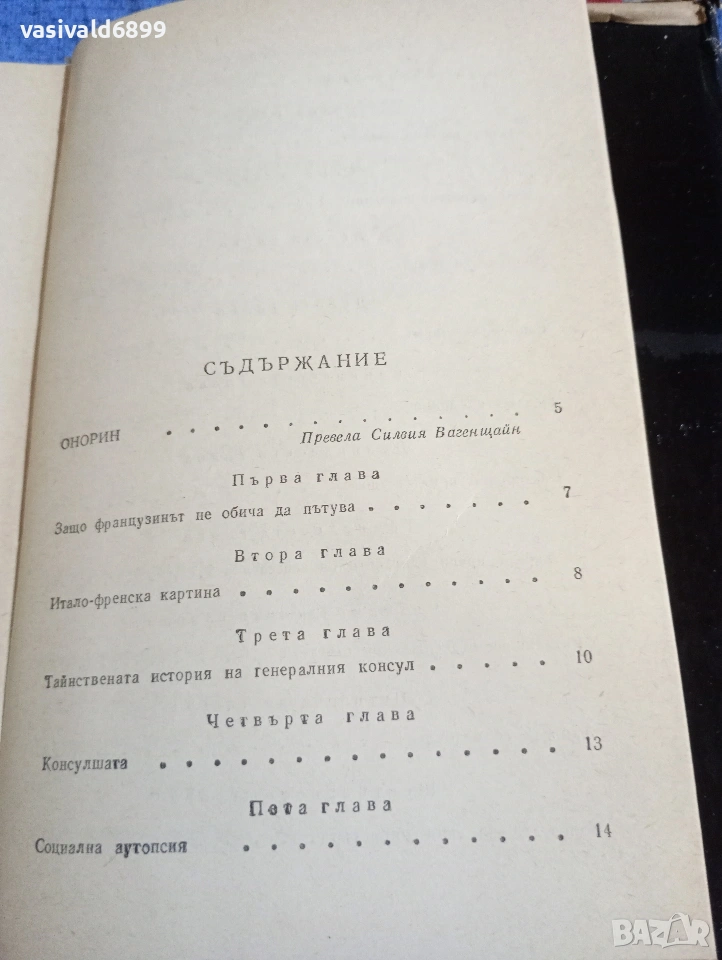 vasivald6899
СЪДЪРЖАНИЕ
ОНОРИН . . . . . . . . . . . . . . 5
Превела Силвия Вагенщайн
Първа глава
Защо французинът не обича да пътува . . . . . . . 7
Втора глава
Итало-френска картина . . . . . . . . . . . . 8
Трета глава
Тайнствената история на генералния консул . . . . . 10
Четвърта глава
Консулшата . . . . . . . . . . . . . . . 13
Пета глава
Социална аутопсия . . . . . . . . . . . . . 14
BAZAR